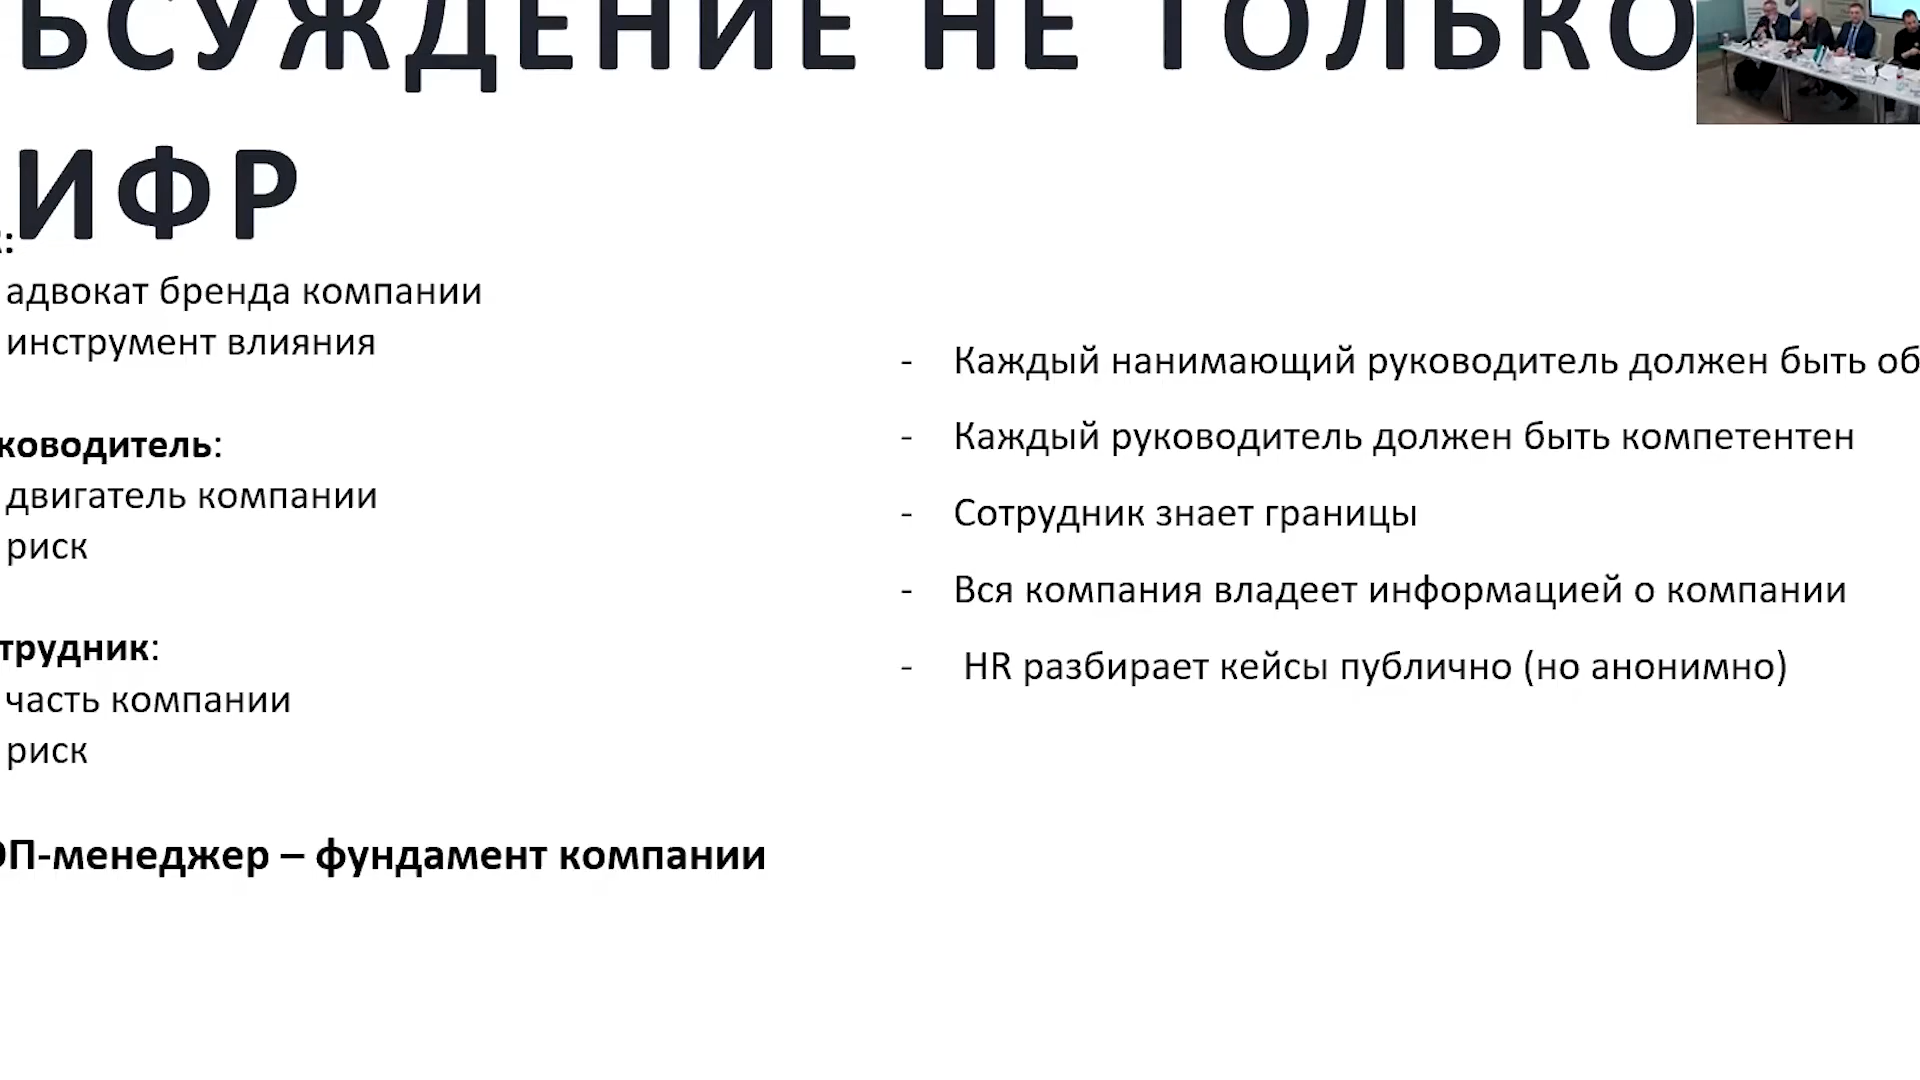 БСУЖДЕНИЕ НЕ ТОЛЬКО
ИФР
адвокат бренда компании
инструмент влияния
ководитель:
двигатель компании
риск
трудник:
часть компании
риск
ОП-менеджер – фундамент компании
- Каждый нанимающий руководитель должен быть об
- Каждый руководитель должен быть компетентен
- Сотрудник знает границы
- Вся компания владеет информацией о компании
- HR разбирает кейсы публично (но анонимно)